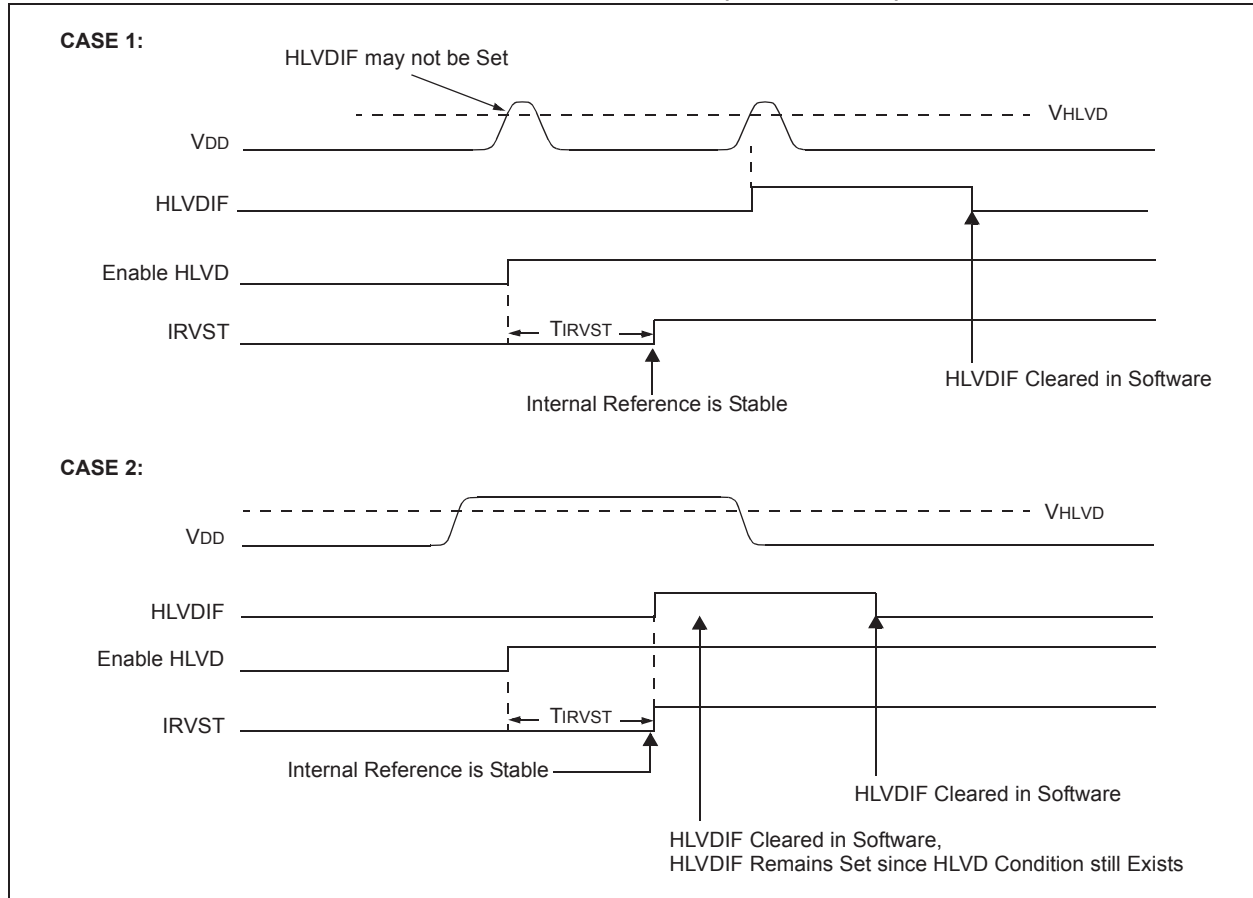 CASE 1:
HLVDIF may not be Set
VHLVD
VDD
HLVDIF
Enable HLVD
IRVST
TIRVST
HLVDIF Cleared in Software
Internal Reference is Stable
CASE 2:
VHLVD
VDD
HLVDIF
Enable HLVD
IRVST
TIRVST
Internal Reference is Stable
HLVDIF Cleared in Software
HLVDIF Cleared in Software,
HLVDIF Remains Set since HLVD Condition still Exists